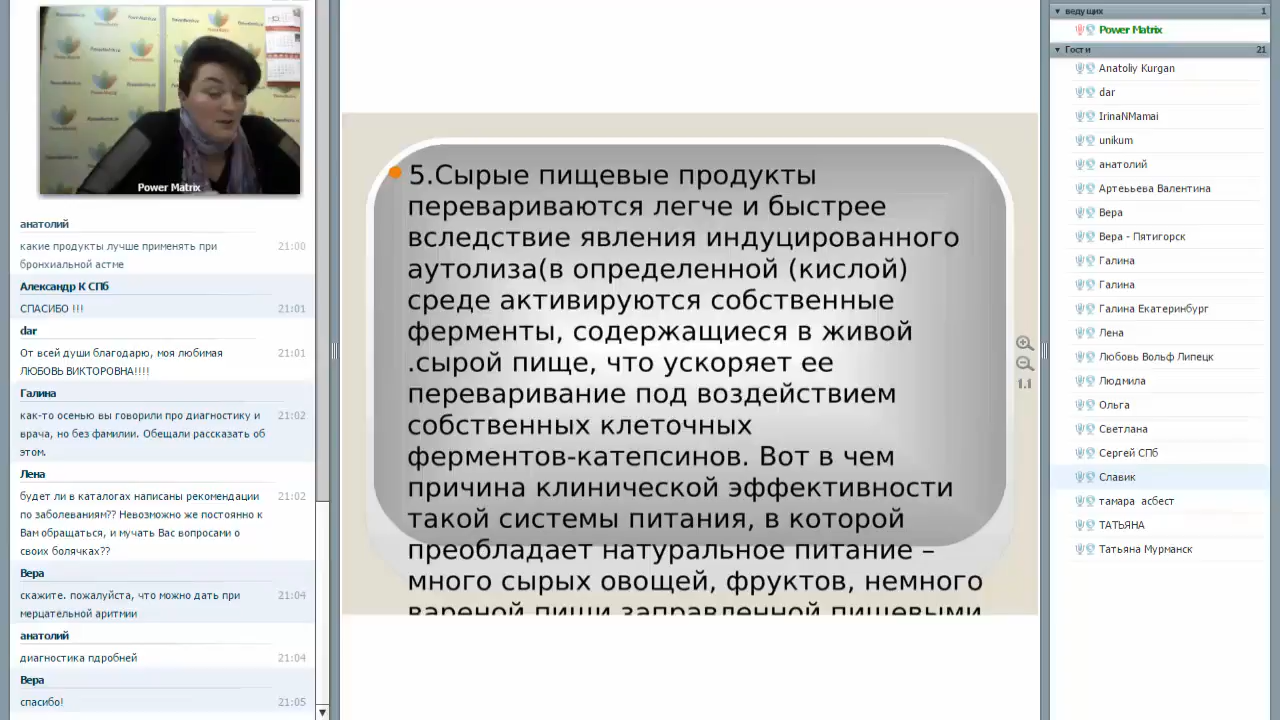 Power Matrix
анатолий
какие продукты лучше применять при 21:00
бронхиальной астме
Александр К СПб
СПАСИБО !!! 21:01
dar
От всей души благодарю, моя любимая 21:01
ЛЮБОВЬ ВИКТОРОВНА!!!!
Галина
как-то осенью вы говорили про диагностику и 21:02
врача, но без фамилии. Обещали рассказать об
этом.
Лена
будет ли в каталогах написаны рекомендации 21:02
по заболеваниям?? Невозможно же постоянно к
Вам обращаться, и мучать Вас вопросами о
своих болячках??
Вера
скажите. пожалуйста, что можно дать при 21:04
мерцательной аритмии
анатолий
диагностика пдробней 21:04
Вера
спасибо! 21:05
5.Сырые пищевые продукты
перевариваются легче и быстрее
вследствие явления индуцированного
аутолиза(в определенной (кислой)
среде активируются собственные
ферменты, содержащиеся в живой
.сырой пище, что ускоряет ее
переваривание под воздействием
собственных клеточных
ферментов-катепсинов. Вот в чем
причина клинической эффективности
такой системы питания, в которой
преобладает натуральное питание –
много сырых овощей, фруктов, немного
вареной пищи заправленной пищевыми
1.1
ведущих 1
Power Matrix
Гости 21
Anatoliy Kurgan
dar
IrinaNMamai
unikum
анатолий
Артеььева Валентина
Вера
Вера - Пятигорск
Галина
Галина
Галина Екатеринбург
Лена
Любовь Вольф Липецк
Людмила
Ольга
Светлана
Сергей СПб
Славик
тамара асбест
ТАТЬЯНА
Татьяна Мурманск